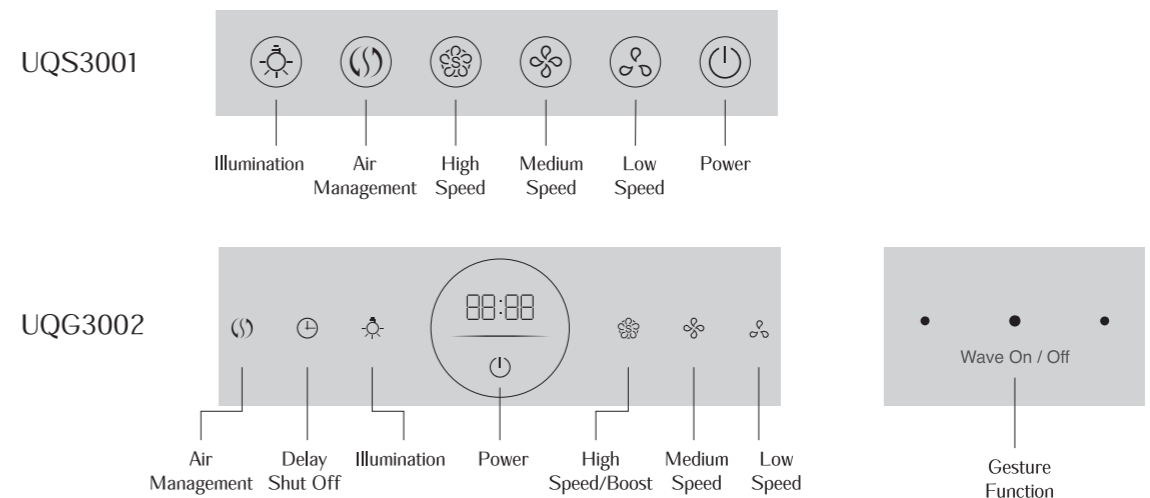 UQS3001
Illumination
Air
Management
High
Speed
Medium
Speed
Low
Speed
Power
UQG3002
88:88
Wave On / Off
Air
Management
Delay
Shut Off
Illumination
Power
High
Speed/Boost
Medium
Speed
Low
Speed
Gesture
Function